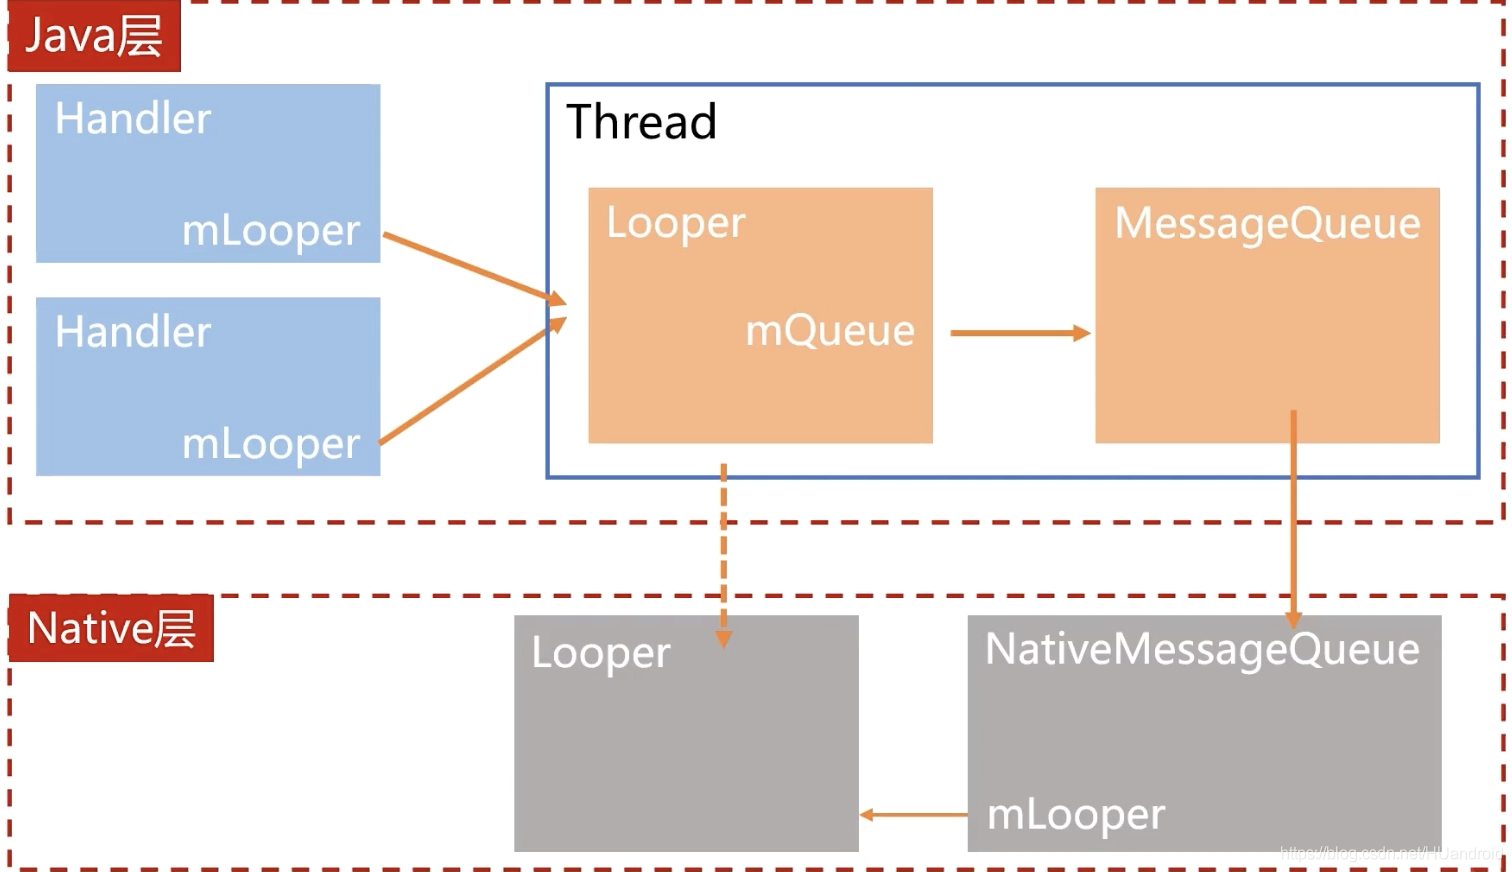 Java层
Handler
mLooper
Handler
mLooper
Thread
Looper
mQueue
MessageQueue
Native层
Looper
NativeMessageQueue
mLooper
https://blog.csdn.net/HUandroid